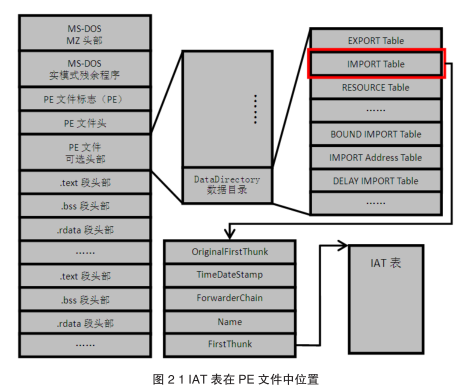 MS-DOS
MZ 头部
MS-DOS
实模式残余程序
PE 文件标志（PE）
PE 文件头
PE 文件
可选头部
.text 段头部
.bss 段头部
.rdata 段头部
......
.text 段头部
.bss 段头部
.rdata 段头部
......
......
DataDirectory
数据目录
EXPORT Table
IMPORT Table
RESOURCE Table
......
BOUND IMPORT Table
IMPORT Address Table
DELAY IMPORT Table
......
OriginalFirstThunk
TimeDateStamp
ForwarderChain
Name
FirstThunk
IAT 表
图 2 1 IAT 表在 PE 文件中位置